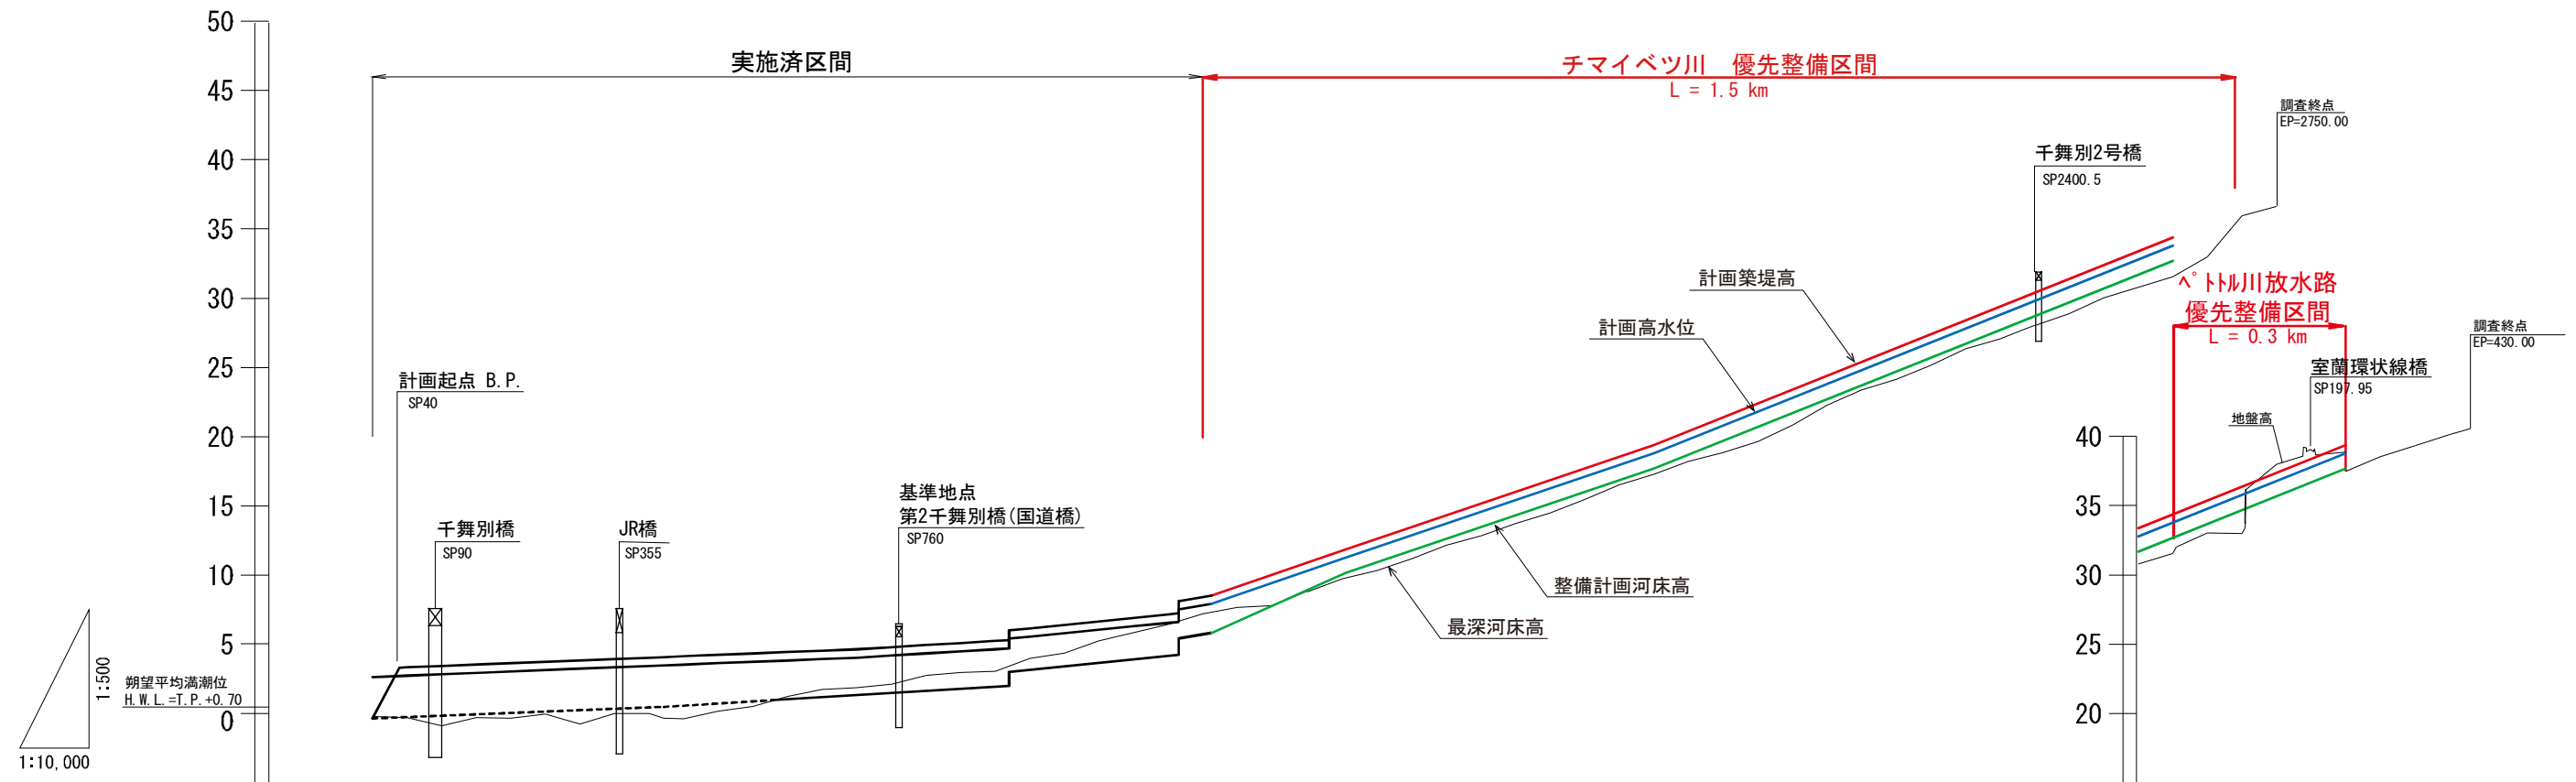 50
45
40
35
30
25
20
15
10
5
0
実施済区間
チマイベツ川 優先整備区間
L = 1.5 km
調査終点
EP=2750.00
千舞別2号橋
SP2400.5
計画築堤高
計画高水位
ペトトル川放水路
優先整備区間
L = 0.3 km
調査終点
EP=430.00
室蘭環状線橋
SP197.95
地盤高
計画起点 B.P.
SP40
基準地点
第2千舞別橋(国道橋)
SP760
千舞別橋
SP90
JR橋
SP355
整備計画河床高
最深河床高
朔望平均満潮位
H.W.L.=T.P.+0.70
1:500
1:10,000
40
35
30
25
20